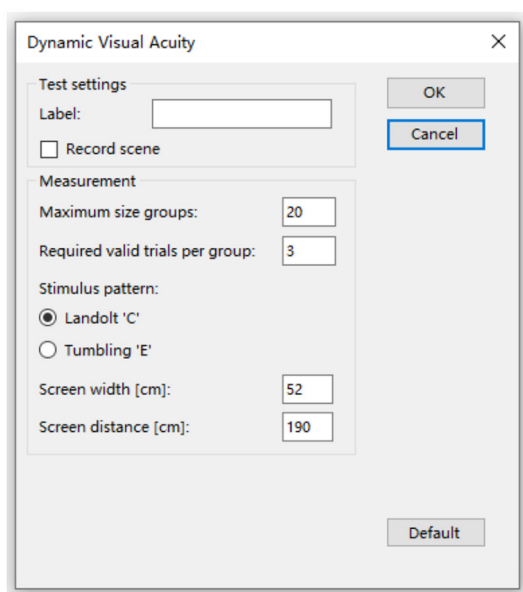 Dynamic Visual Acuity
Test settings
Label:
Record scene
OK
Cancel
Measurement
Maximum size groups: 20
Required valid trials per group: 3
Stimulus pattern:
Landolt 'C'
Tumbling 'E'
Screen width [cm]: 52
Screen distance [cm]: 190
Default